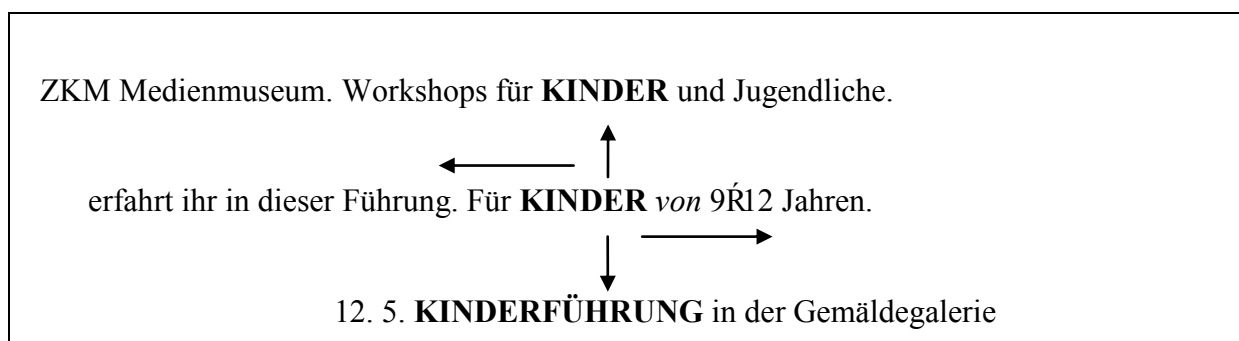 ZKM Medienmuseum. Workshops für KINDER und Jugendliche.
erfahrt ihr in dieser Führung. Für KINDER von 9Ŕ12 Jahren.
12. 5. KINDERFÜHRUNG in der Gemäldegalerie